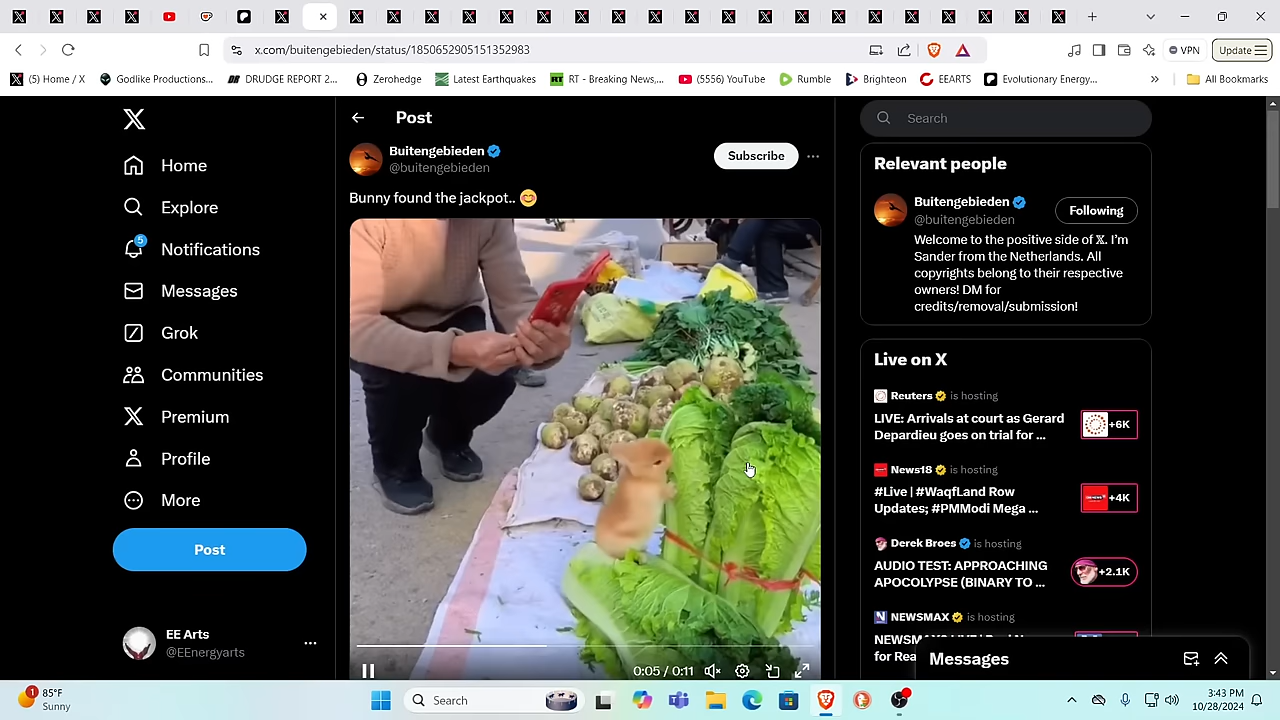 x.com/buitengebieden/status/1850652905151352983
VPN
Update
(5) Home / X
Godlike Productions...
DRUDGE REPORT 2...
Zerohedge
Latest Earthquakes
RT - Breaking News,...
(5556) YouTube
Rumble
Brighteon
EEARTS
Evolutionary Energy...
»
All Bookmarks
Home
Explore
5
Notifications
Messages
Grok
Communities
Premium
Profile
More
Post
EE Arts
@EEnergyarts
Post
Buitengebieden
@buitengebieden
Subscribe
Bunny found the jackpot.. 😊
0:05 / 0:11
Search
Relevant people
Buitengebieden
@buitengebieden
Following
Welcome to the positive side of 𝕏. I'm
Sander from the Netherlands. All
copyrights belong to their respective
owners! DM for
credits/removal/submission!
Live on X
Reuters is hosting
LIVE: Arrivals at court as Gerard
Depardieu goes on trial for ...
+6K
News18 is hosting
#Live | #WaqfLand Row
Updates; #PMModi Mega ...
+4K
Derek Broes is hosting
AUDIO TEST: APPROACHING
APOCOLYPSE (BINARY TO ...
+2.1K
NEWSMAX is hosting
for Rea
Messages
1
85°F
Sunny
Search
3:43 PM
10/28/2024